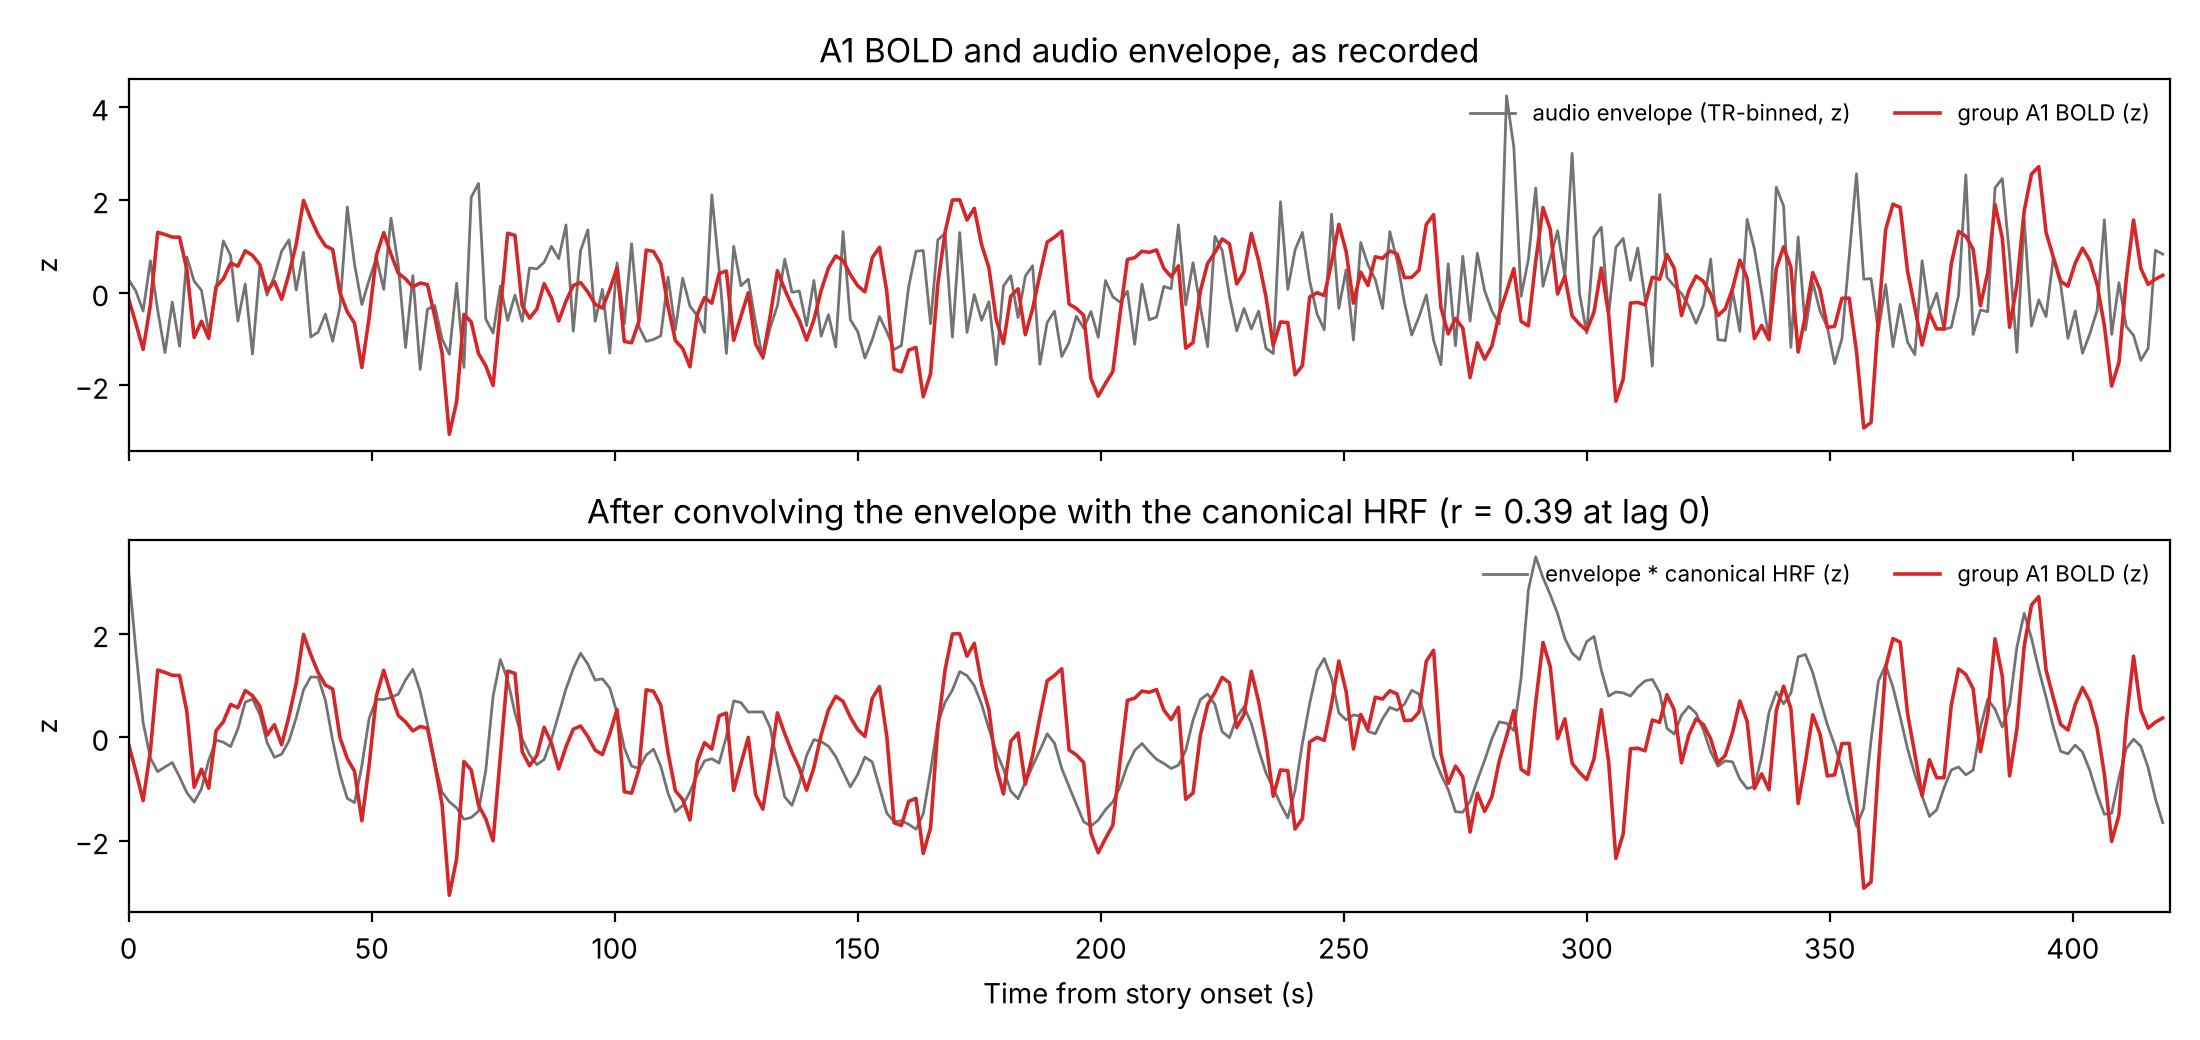 A1 BOLD and audio envelope, as recorded
audio envelope (TR-binned, z)
group A1 BOLD (z)
4
2
0
−2
z
After convolving the envelope with the canonical HRF (r = 0.39 at lag 0)
envelope * canonical HRF (z)
group A1 BOLD (z)
2
0
−2
z
0 50 100 150 200 250 300 350 400
Time from story onset (s)